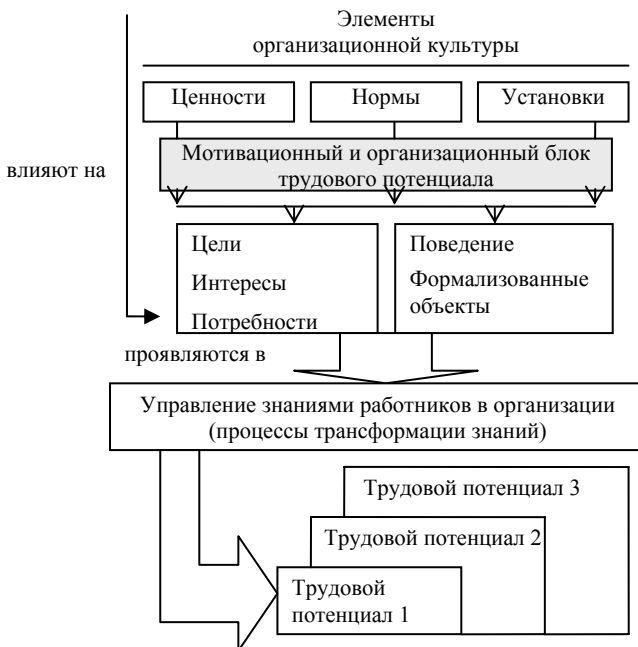 Элементы
организационной культуры
Ценности
Нормы
Установки
влияют на
Мотивационный и организационный блок
трудового потенциала
Цели
Интересы
Потребности
Поведение
Формализованные
объекты
проявляются в
Управление знаниями работников в организации
(процессы трансформации знаний)
Трудовой потенциал 3
Трудовой потенциал 2
Трудовой
потенциал 1